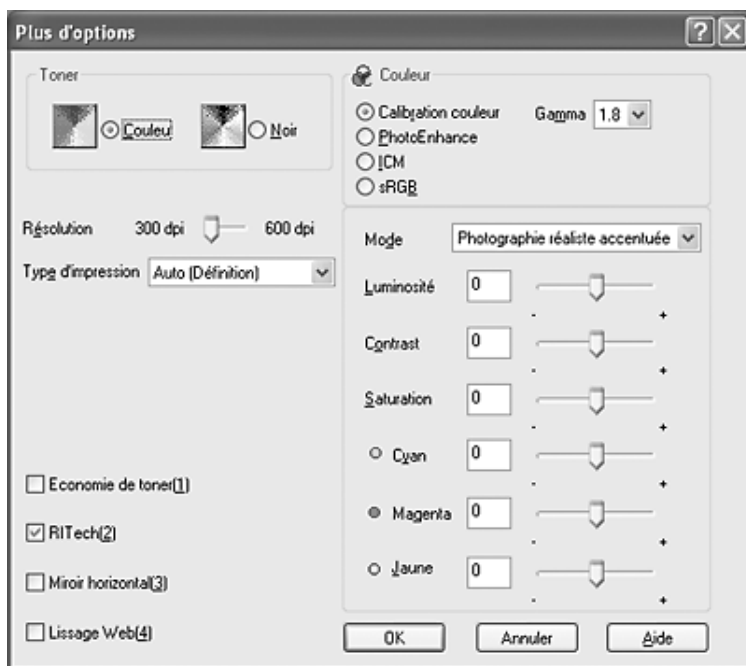 Plus d'options
Toner
Couleu
Noir
Résolution 300 dpi 600 dpi
Type d'impression Auto (Définition)
Economie de toner(1)
RITech(2)
Miroir horizontal(3)
Lissage Web(4)
Couleur
Calibration couleur
PhotoEnhance
ICM
sRGB
Gamma 1.8
Mode Photographie réaliste accentuée
Luminosité 0
- +
Contrast 0
- +
Saturation 0
- +
Cyan 0
- +
Magenta 0
- +
Jaune 0
- +
OK Annuler Aide